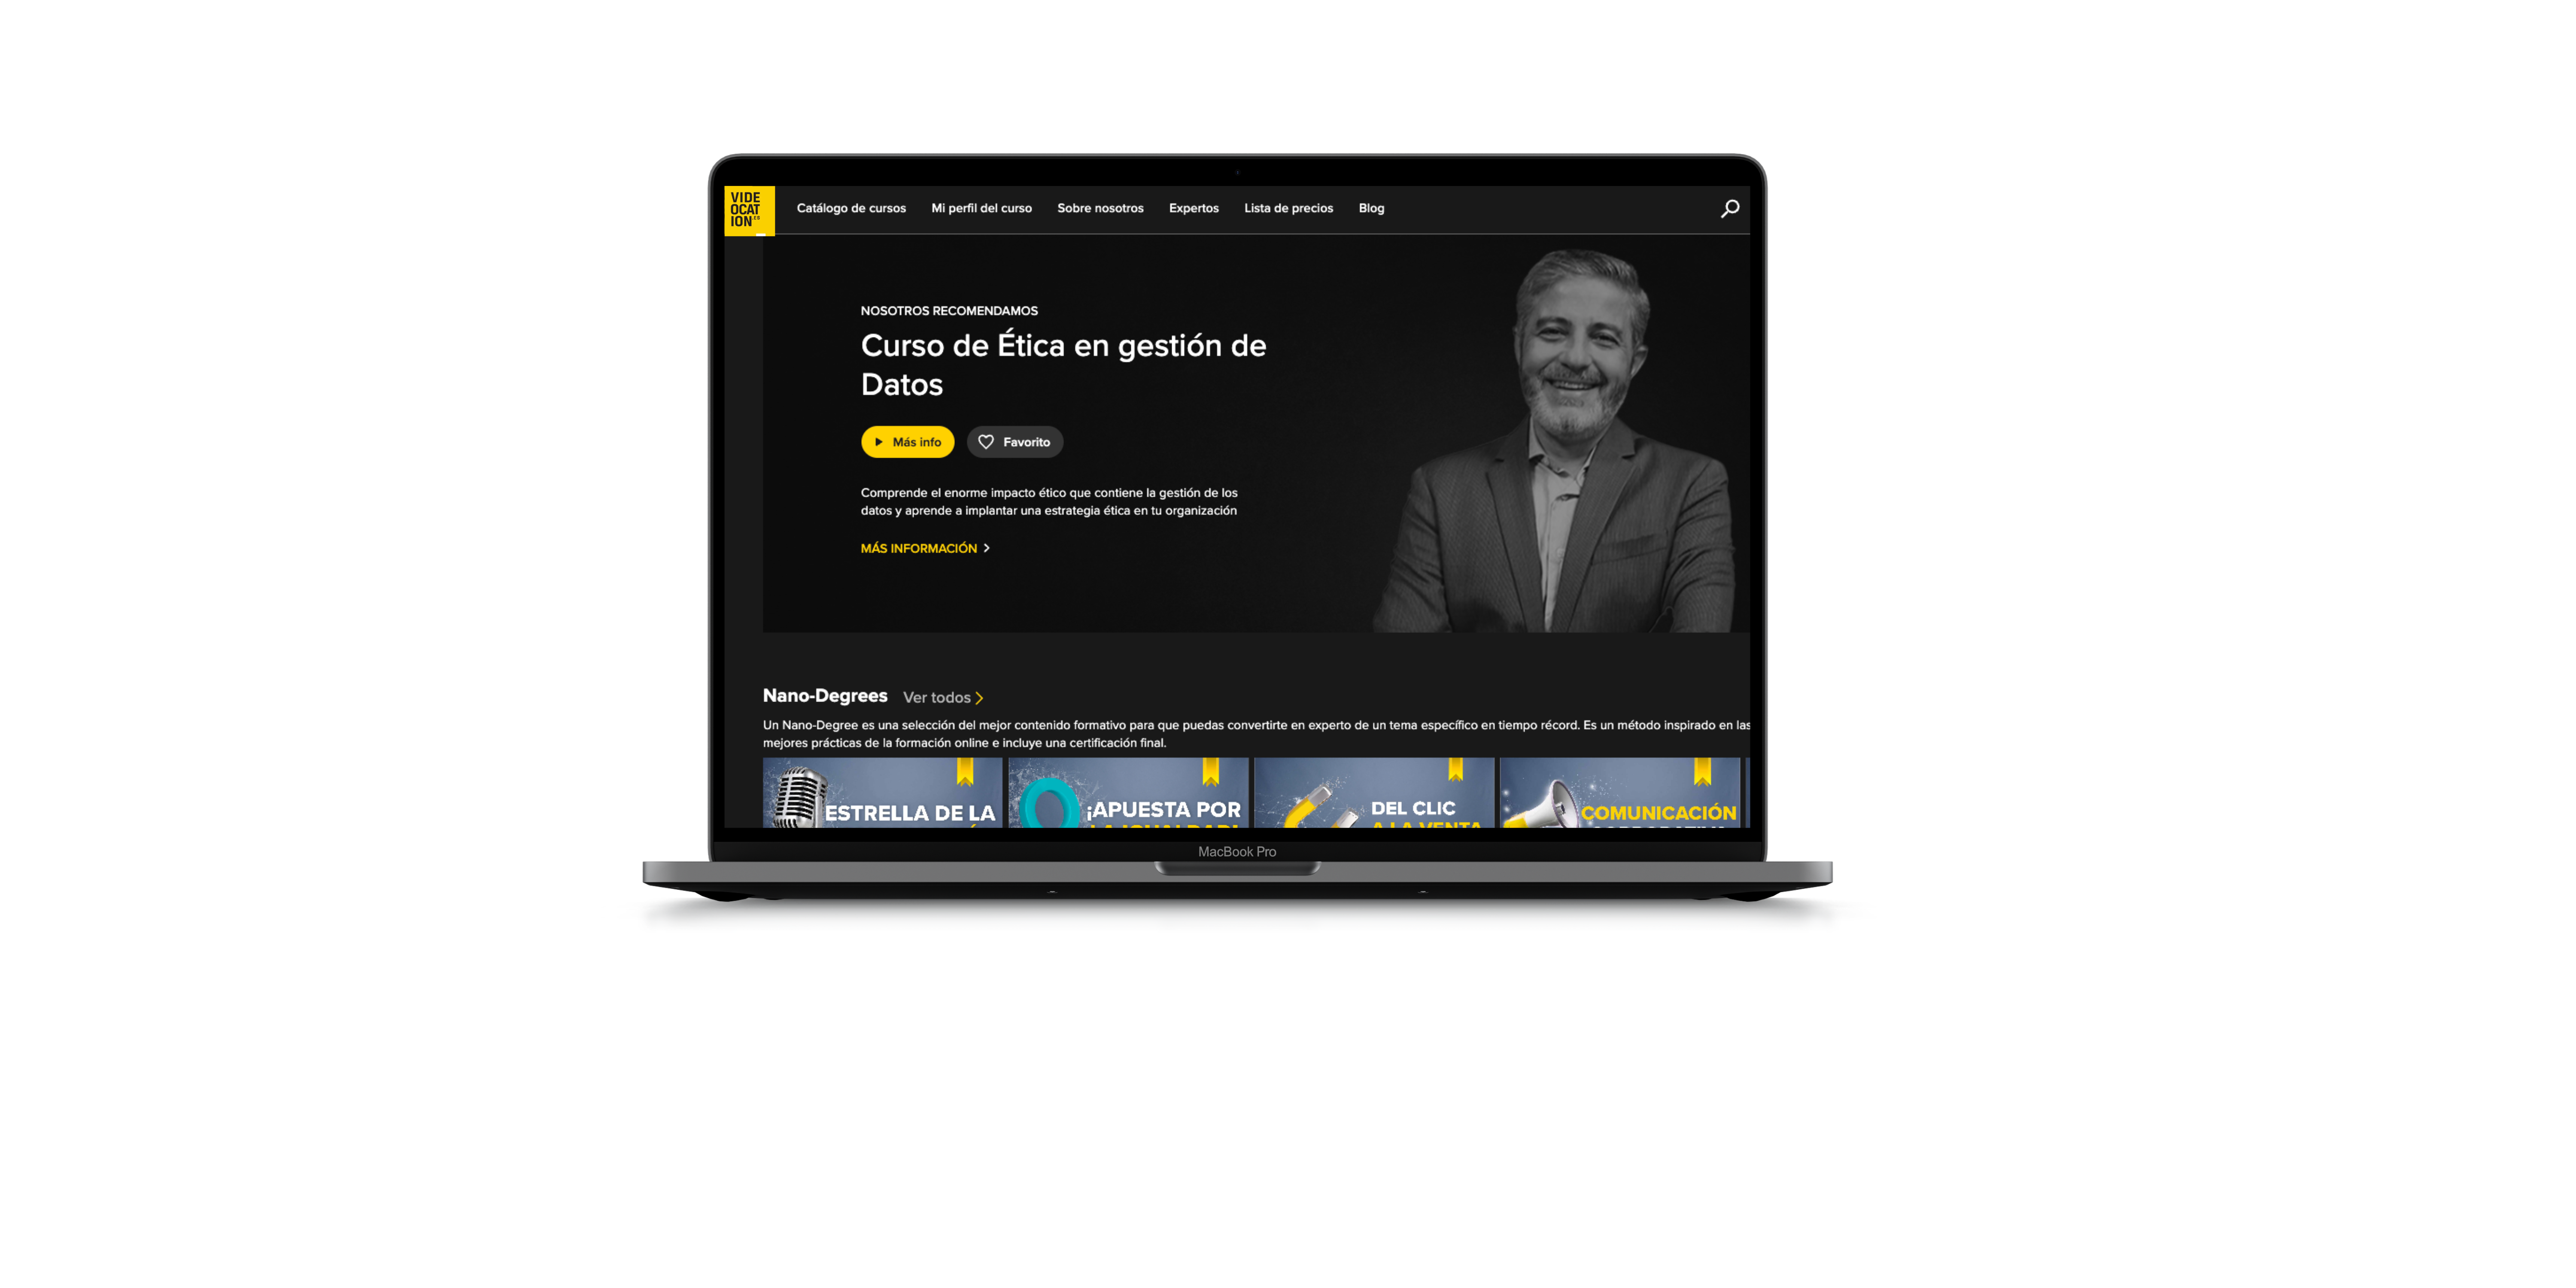 VIDE
OCAT
ION.ES
Catálogo de cursos Mi perfil del curso Sobre nosotros Expertos Lista de precios Blog
NOSOTROS RECOMENDAMOS
Curso de Ética en gestión de
Datos
Más info Favorito
Comprende el enorme impacto ético que contiene la gestión de los
datos y aprende a implantar una estrategia ética en tu organización
MÁS INFORMACIÓN
Nano-Degrees Ver todos
Un Nano-Degree es una selección del mejor contenido formativo para que puedas convertirte en experto de un tema específico en tiempo récord. Es un método inspirado en las
mejores prácticas de la formación online e incluye una certificación final.
ESTRELLA DE LA ¡APUESTA POR DEL CLIC COMUNICACIÓN
A LA VENTA
MacBook Pro